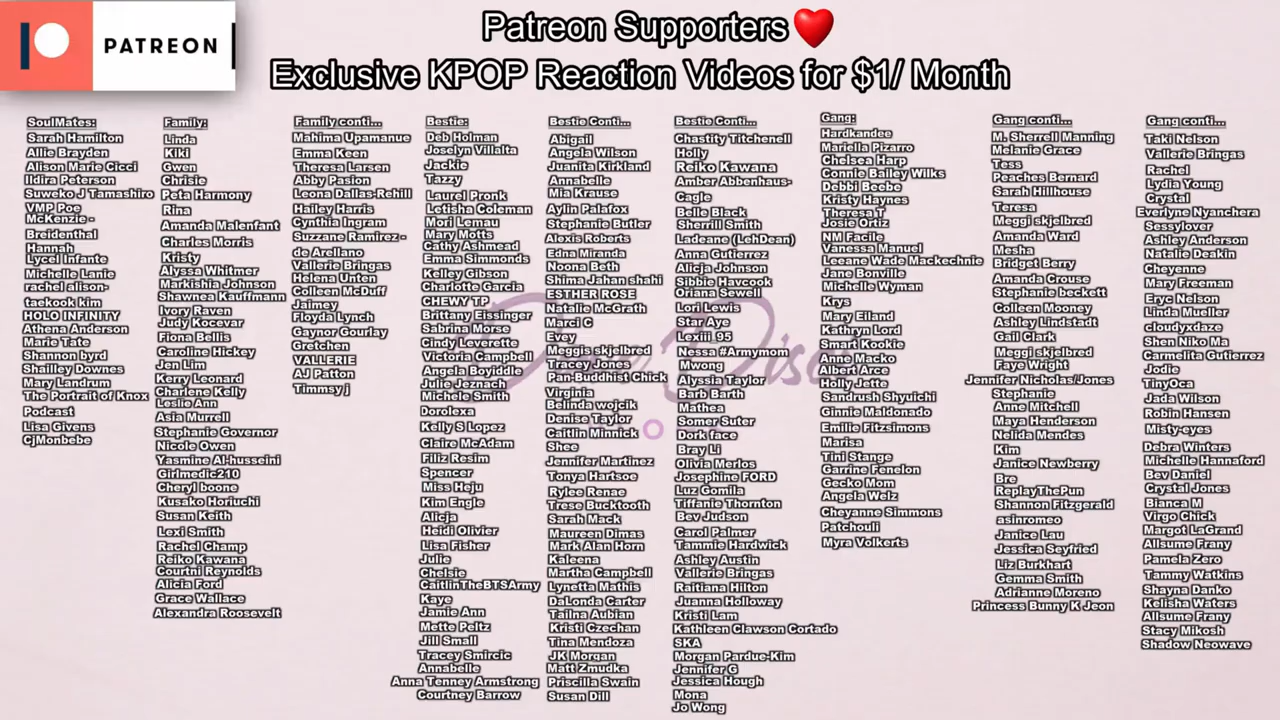 PATREON
Patreon Supporters❤
Exclusive KPOP Reaction Videos for $1/ Month
SoulMates:
Sarah Hamilton
Allie Brayden
Alison Marie Cicci
Ildira Peterson
Suweko J Tamashiro
VMP Poe
McKenzie -
Breidenthal
Hannah
Lycel Infante
Michelle Lanie
rachel alison-
taekook kim
HOLO INFINITY
Athena Anderson
Marie Tate
Shannon byrd
Shailley Downes
Mary Landrum
The Portrait of Knox
Podcast
Lisa Givens
CjMonbebe
Family:
Linda
Kiki
Gwen
Chrisie
Peta Harmony
Rina
Amanda Malenfant
Charles Morris
Kristy
Alyssa Whitmer
Markishia Johnson
Shawnea Kauffmann
Ivory Raven
Judy Kocevar
Fiona Bellis
Caroline Hickey
Jen Lim
Kerry Leonard
Charlene Kelly
Leslie Ann
Asia Murrell
Stephanie Governor
Nicole Owen
Yasmine Al-husseini
Girlmedic210
Cheryl boone
Kusako Horiuchi
Susan Keith
Lexi Smith
Rachel Champ
Reiko Kawana
Courtni Reynolds
Alicia Ford
Grace Wallace
Alexandra Roosevelt
Family conti...
Mahima Upamanue
Emma Keen
Theresa Larsen
Abby Pasion
Leona Dallas-Rehill
Hailey Harris
Cynthia Ingram
Suzzane Ramirez -
de Arellano
Vallerie Bringas
Helena Unten
Colleen McDuff
Jaimey
Floyda Lynch
Gaynor Gourlay
Gretchen
VALLERIE
AJ Patton
Timmsy j
Bestie:
Deb Holman
Joselyn Villalta
Jackie
Tazzy
Laurel Pronk
Letisha Coleman
Mori Lemau
Mary Motts
Cathy Ashmead
Emma Simmonds
Kelley Gibson
Charlotte Garcia
CHEWY TP
Brittany Eissinger
Sabrina Morse
Cindy Leverette
Victoria Campbell
Angela Boyiddle
Julie Jeznach
Michele Smith
Dorolexa
Kelly S Lopez
Claire McAdam
Filiz Resim
Spencer
Miss Heju
Kim Engle
Alicja
Heidi Olivier
Lisa Fisher
Julie
Chelsie
CaitlinTheBTSArmy
Kaye
Jamie Ann
Mette Peltz
Jill Small
Tracey Smircic
Annabelle
Anna Tenney Armstrong
Courtney Barrow
Bestie Conti...
Abigail
Angela Wilson
Juanita Kirkland
Annabelle
Mia Krause
Aylin Palafox
Stephanie Butler
Alexis Roberts
Edna Miranda
Noona Beth
Shima Jahan shahi
ESTHER ROSE
Natalie McGrath
Marci C
Evey
Meggis skjelbred
Tracey Jones
Pan-Buddhist Chick
Virginia
Belinda wojcik
Denise Taylor
Caitlin Minnick
Shee
Jennifer Martinez
Tonya Hartsoe
Rylee Renae
Trese Bucktooth
Sarah Mack
Maureen Dimas
Mark Alan Horn
Kaleena
Martha Campbell
Lynetta Mathis
DaLonda Carter
Tailna Aubian
Kristi Czechan
Tina Mendoza
JK Morgan
Matt Zmudka
Priscilla Swain
Susan Dill
Bestie Conti...
Chastity Titchenell
Holly
Reiko Kawana
Amber Abbenhaus-
Cagle
Belle Black
Sherrill Smith
Ladeane (LehDean)
Anna Gutierrez
Alicja Johnson
Sibbie Havcook
Oriana Sewell
Lori Lewis
Star Aye
Lexiii_95
Nessa #Armymom
Mwong
Alyssia Taylor
Barb Barth
Mathea
Somer Suter
Dork face
Bray Li
Olivia Merlos
Josephine FORD
Luz Gomila
Tiffanie Thornton
Bev Judson
Carol Palmer
Tammie Hardwick
Ashley Austin
Vallerie Bringas
Raitiana Hilton
Juanna Holloway
Kristi Lam
Kathleen Clawson Cortado
SKA
Morgan Pardue-Kim
Jennifer G
Jessica Hough
Mona
Jo Wong
Gang:
Hardkandee
Mariella Pizarro
Chelsea Harp
Connie Bailey Wilks
Debbi Beebe
Kristy Haynes
Theresa T
Josie Ortiz
NM Facile
Vanessa Manuel
Leeane Wade Mackechnie
Jane Bonville
Michelle Wyman
Krys
Mary Eiland
Kathryn Lord
Smart Kookie
Anne Macko
Albert Arce
Holly Jette
Sandrush Shyuichi
Ginnie Maldonado
Emilie Fitzsimons
Marisa
Tini Stange
Garrine Fenelon
Gecko Mom
Angela Welz
Cheyanne Simmons
Patchouli
Myra Volkerts
Gang conti...
M. Sherrell Manning
Melanie Grace
Tess
Peaches Bernard
Sarah Hillhouse
Teresa
Meggi skjelbred
Amanda Ward
Mesha
Bridget Berry
Amanda Crouse
Stephanie beckett
Colleen Mooney
Ashley Lindstadt
Gail Clark
Meggi skjelbred
Faye Wright
Jennifer Nicholas/Jones
Stephanie
Anne Mitchell
Maya Henderson
Nelida Mendes
Kim
Janice Newberry
Bre
ReplayThePun
Shannon Fitzgerald
asinromeo
Janice Lau
Jessica Seyfried
Liz Burkhart
Gemma Smith
Adrianne Moreno
Princess Bunny K Jeon
Gang conti...
Taki Nelson
Vallerie Bringas
Rachel
Lydia Young
Crystal
Everlyne Nyanchera
Sessylover
Ashley Anderson
Natalie Deakin
Cheyenne
Mary Freeman
Eryc Nelson
Linda Mueller
cloudyxdaze
Shen Niko Ma
Carmelita Gutierrez
Jodie
TinyOca
Jada Wilson
Robin Hansen
Misty-eyes
Debra Winters
Michelle Hannaford
Bev Daniel
Crystal Jones
Bianca M
Virgo Chick
Margot LaGrand
Allsume Frany
Pamela Zero
Tammy Watkins
Shayna Danko
Kelisha Waters
Allsume Frany
Stacy Mikosh
Shadow Neowave